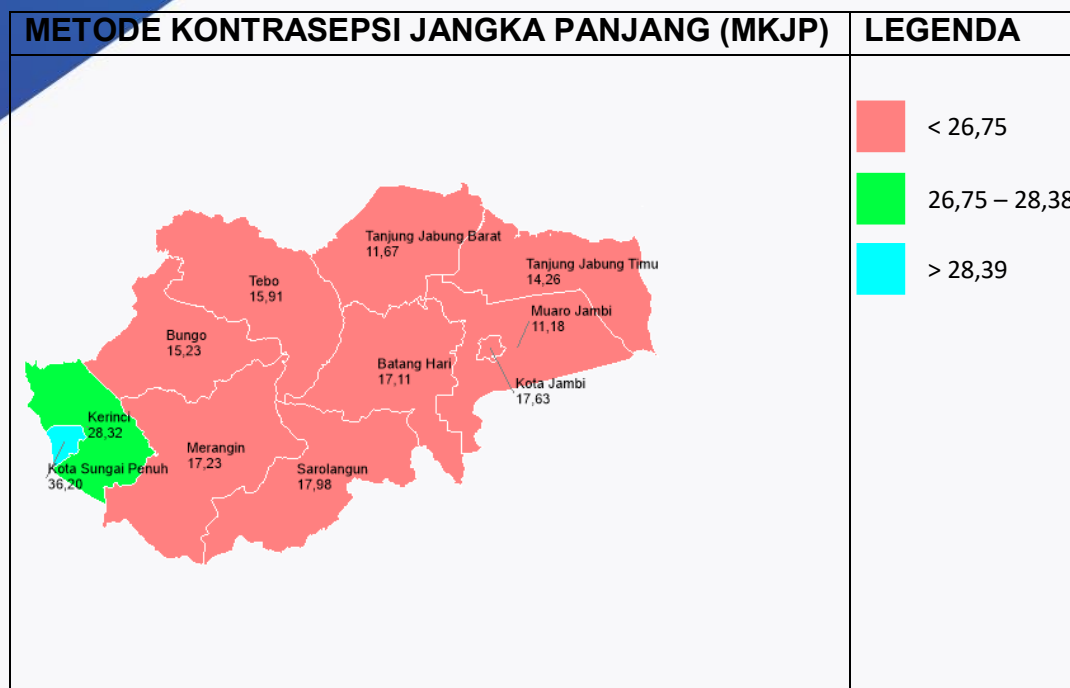 METODE KONTRASEPSI JANGKA PANJANG (MKJP)
LEGENDA
< 26,75
26,75 – 28,38
> 28,39
Tanjung Jabung Barat
11,67
Tanjung Jabung Timu
14,26
Tebo
15,91
Muaro Jambi
11,18
Bungo
15,23
Batang Hari
17,11
Kota Jambi
17,63
Kerinci
28,32
Merangin
17,23
Kota Sungai Penuh
36,20
Sarolangun
17,98